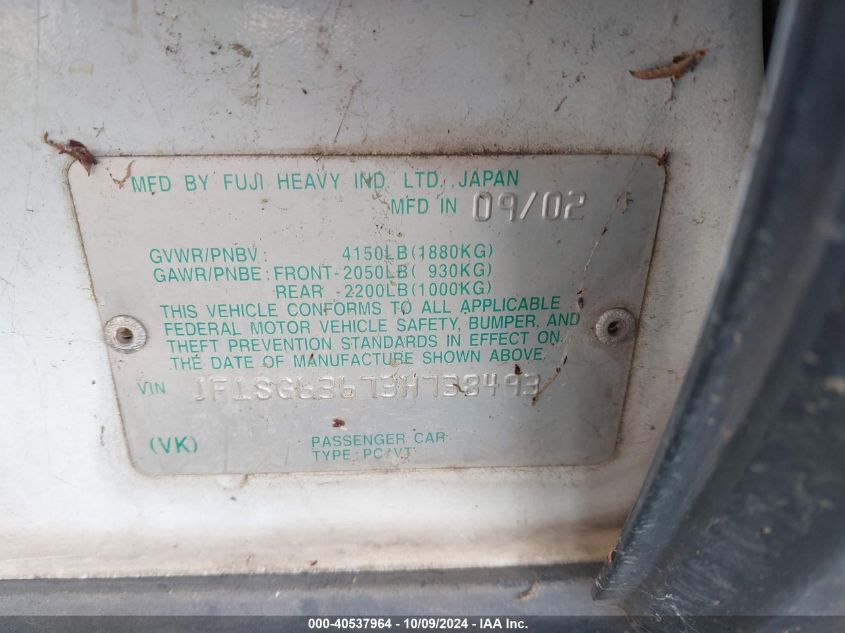 MFD BY FUJI HEAVY IND. LTD. JAPAN
MFD IN 09/02
GVWR/PNBV: 4150LB(1880KG)
GAWR/PNBE: FRONT-2050LB( 930KG)
REAR -2200LB(1000KG)
THIS VEHICLE CONFORMS TO ALL APPLICABLE
FEDERAL MOTOR VEHICLE SAFETY, BUMPER, AND
THEFT PREVENTION STANDARDS IN EFFECT ON
THE DATE OF MANUFACTURE SHOWN ABOVE.
VIN JF1SG63673H738493
(VK) PASSENGER CAR
TYPE: PC/VT
000-40537964 - 10/09/2024 - IAA Inc.